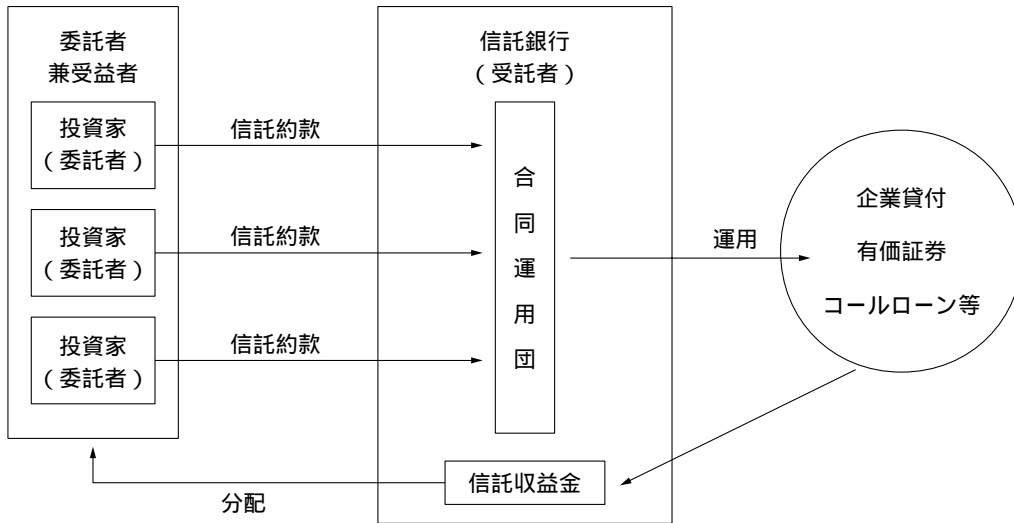 委託者
兼受益者
投資家
（委託者）
信託約款
投資家
（委託者）
信託約款
投資家
（委託者）
信託約款
信託銀行
（受託者）
合同運用団
運用
企業貸付
有価証券
コールローン等
信託収益金
分配